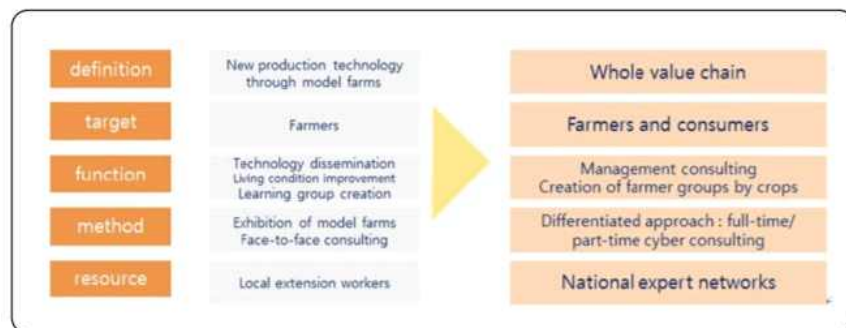 definition
New production technology
through model farms
Whole value chain
target
Farmers
Farmers and consumers
function
Technology dissemination
Living condition improvement
Learning group creation
Management consulting
Creation of farmer groups by crops
method
Exhibition of model farms
Face-to-face consulting
Differentiated approach : full-time/
part-time cyber consulting
resource
Local extension workers
National expert networks